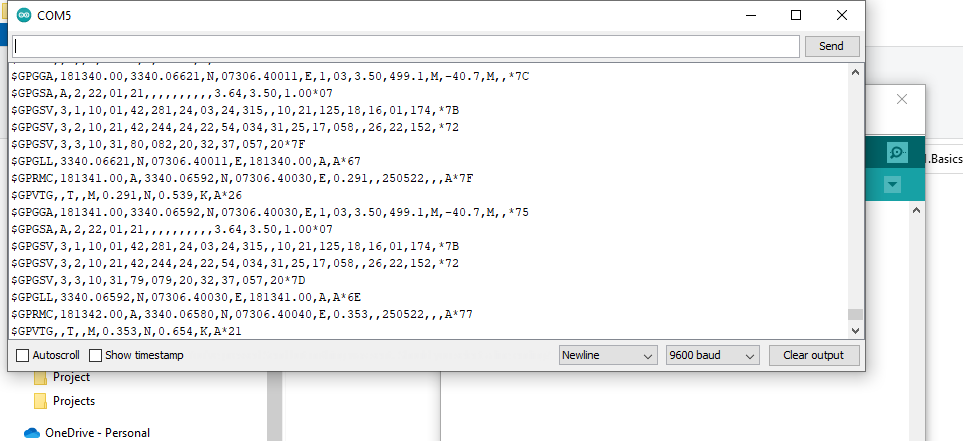 COM5
Send
$GPGGA,181340.00,3340.06621,N,07306.40011,E,1,03,3.50,499.1,M,-40.7,M,,*7C
$GPGSA,A,2,22,01,21,,,,,,,,,,3.64,3.50,1.00*07
$GPGSV,3,1,10,01,42,281,24,03,24,315,,10,21,125,18,16,01,174,*7B
$GPGSV,3,2,10,21,42,244,24,22,54,034,31,25,17,058,,26,22,152,*72
$GPGSV,3,3,10,31,80,082,20,32,37,057,20*7F
$GPGLL,3340.06621,N,07306.40011,E,181340.00,A,A*67
$GPRMC,181341.00,A,3340.06592,N,07306.40030,E,0.291,,250522,,,A*7F
$GPVTG,,T,,M,0.291,N,0.539,K,A*26
$GPGGA,181341.00,3340.06592,N,07306.40030,E,1,03,3.50,499.1,M,-40.7,M,,*75
$GPGSA,A,2,22,01,21,,,,,,,,,,3.64,3.50,1.00*07
$GPGSV,3,1,10,01,42,281,24,03,24,315,,10,21,125,18,16,01,174,*7B
$GPGSV,3,2,10,21,42,244,24,22,54,034,31,25,17,058,,26,22,152,*72
$GPGSV,3,3,10,31,79,079,20,32,37,057,20*7D
$GPGLL,3340.06592,N,07306.40030,E,181341.00,A,A*6E
$GPRMC,181342.00,A,3340.06580,N,07306.40040,E,0.353,,250522,,,A*77
$GPVTG,,T,,M,0.353,N,0.654,K,A*21
Autoscroll Show timestamp Newline 9600 baud Clear output
.Basics
Project
Projects
OneDrive - Personal